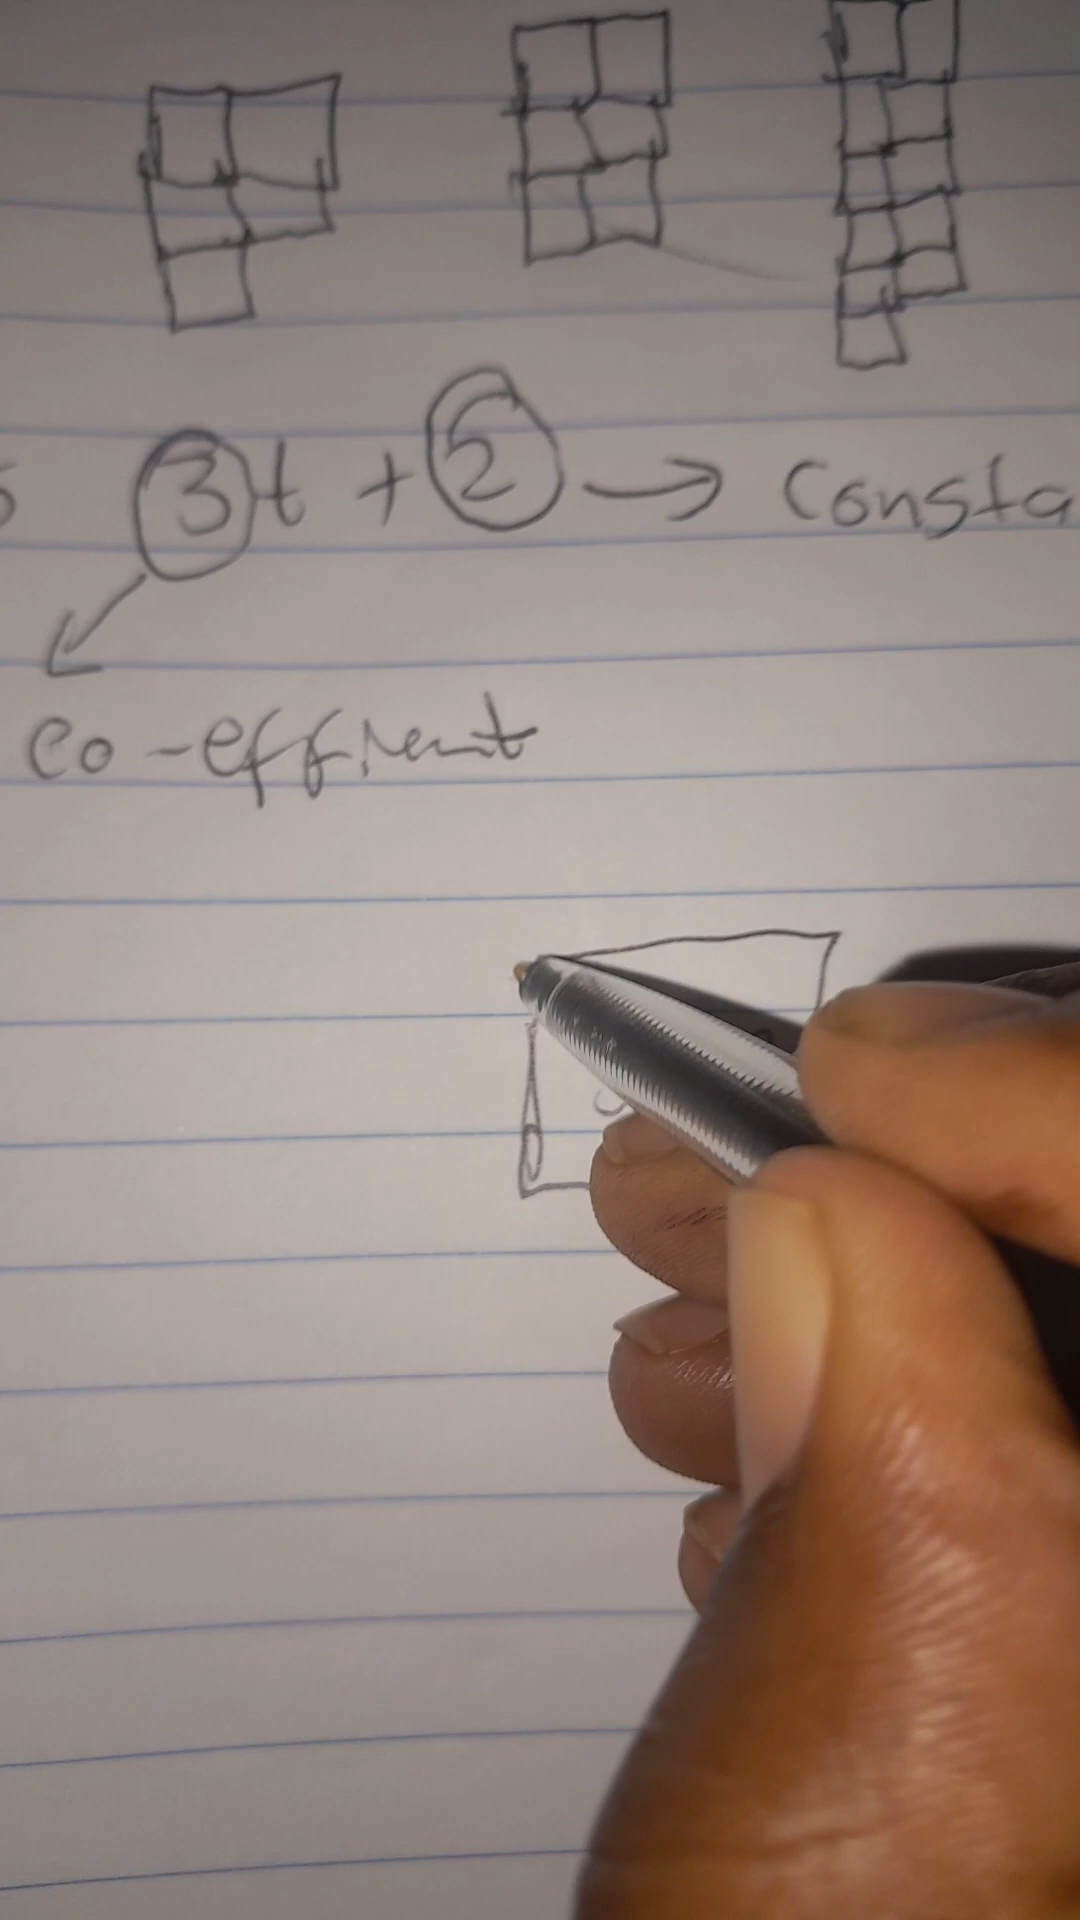 3t + 2 → Consta
Co-effient